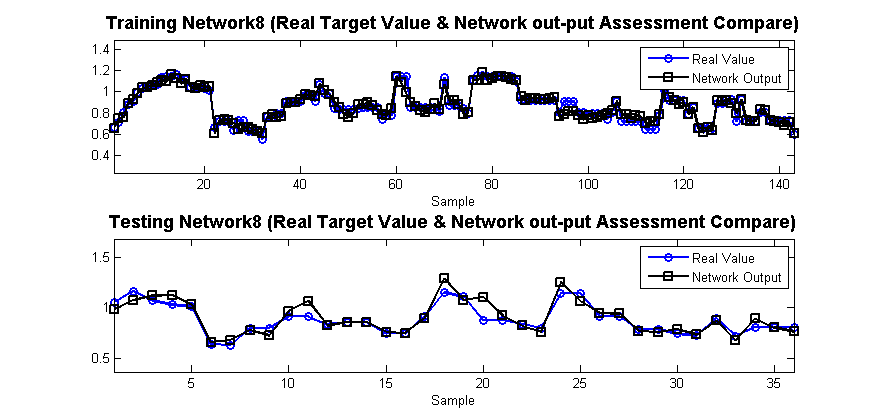 Training Network8 (Real Target Value & Network out-put Assessment Compare)
1.4
1.2
1
0.8
0.6
0.4
Real Value
Network Output
20
40
60
80
100
120
140
Sample
Testing Network8 (Real Target Value & Network out-put Assessment Compare)
1.5
1
0.5
Real Value
Network Output
5
10
15
20
25
30
35
Sample